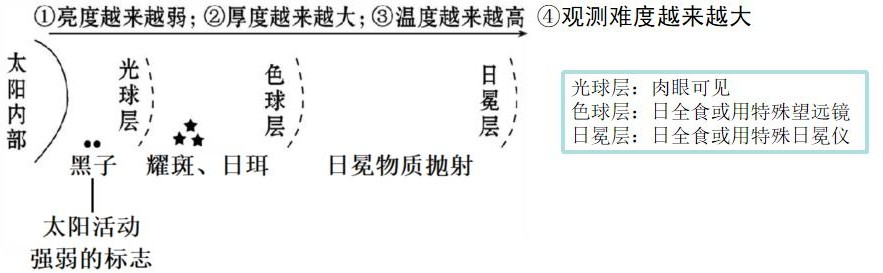 ①亮度越来越弱；②厚度越来越大；③温度越来越高 ④观测难度越来越大
太阳内部
光球层
色球层
日冕层
黑子
耀斑、日珥
日冕物质抛射
太阳活动
强弱的标志
光球层：肉眼可见
色球层：日全食或用特殊望远镜
日冕层：日全食或用特殊日冕仪